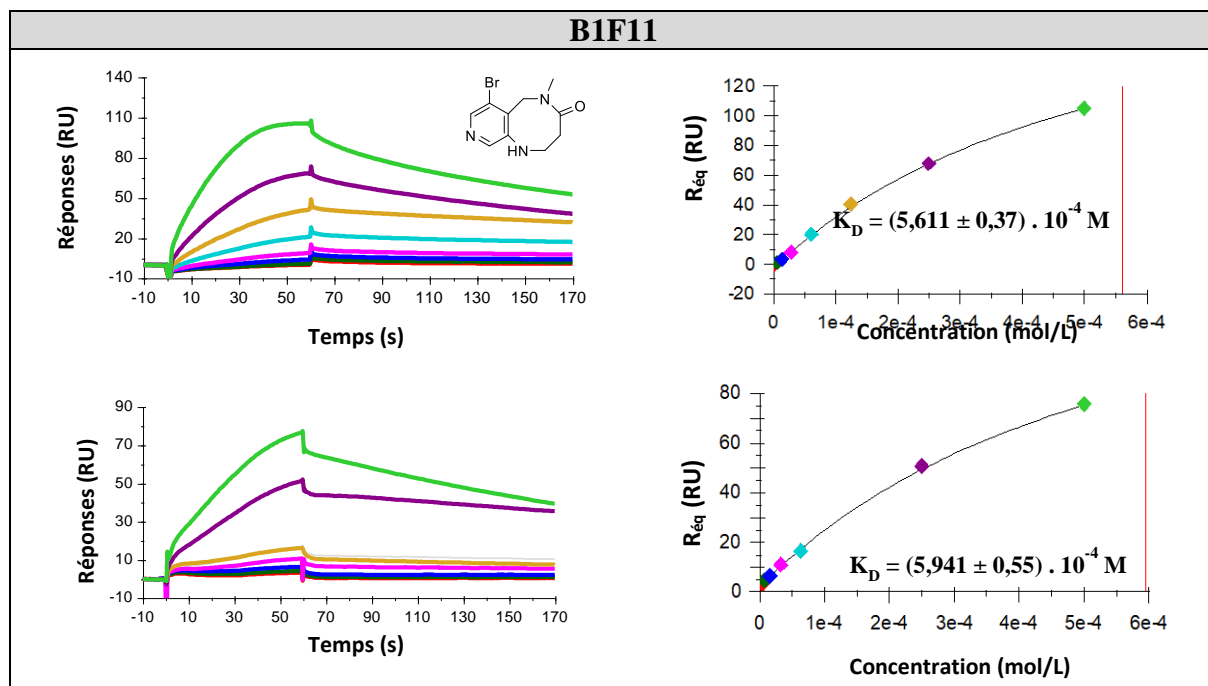 B1F11
Réponses (RU)
140
110
80
50
20
-10
-10 10 30 50 70 90 110 130 150 170
Temps (s)
Br
N
O
N
HN
R éq (RU)
120
100
80
60
40
20
0
-20
0 1e-4 2e-4 3e-4 4e-4 5e-4 6e-4
Concentration (mol/L)
K D = (5,611 ± 0,37) . 10 -4 M
Réponses (RU)
90
70
50
30
10
-10
-10 10 30 50 70 90 110 130 150 170
Temps (s)
R éq (RU)
80
60
40
20
0
0 1e-4 2e-4 3e-4 4e-4 5e-4 6e-4
Concentration (mol/L)
K D = (5,941 ± 0,55) . 10 -4 M